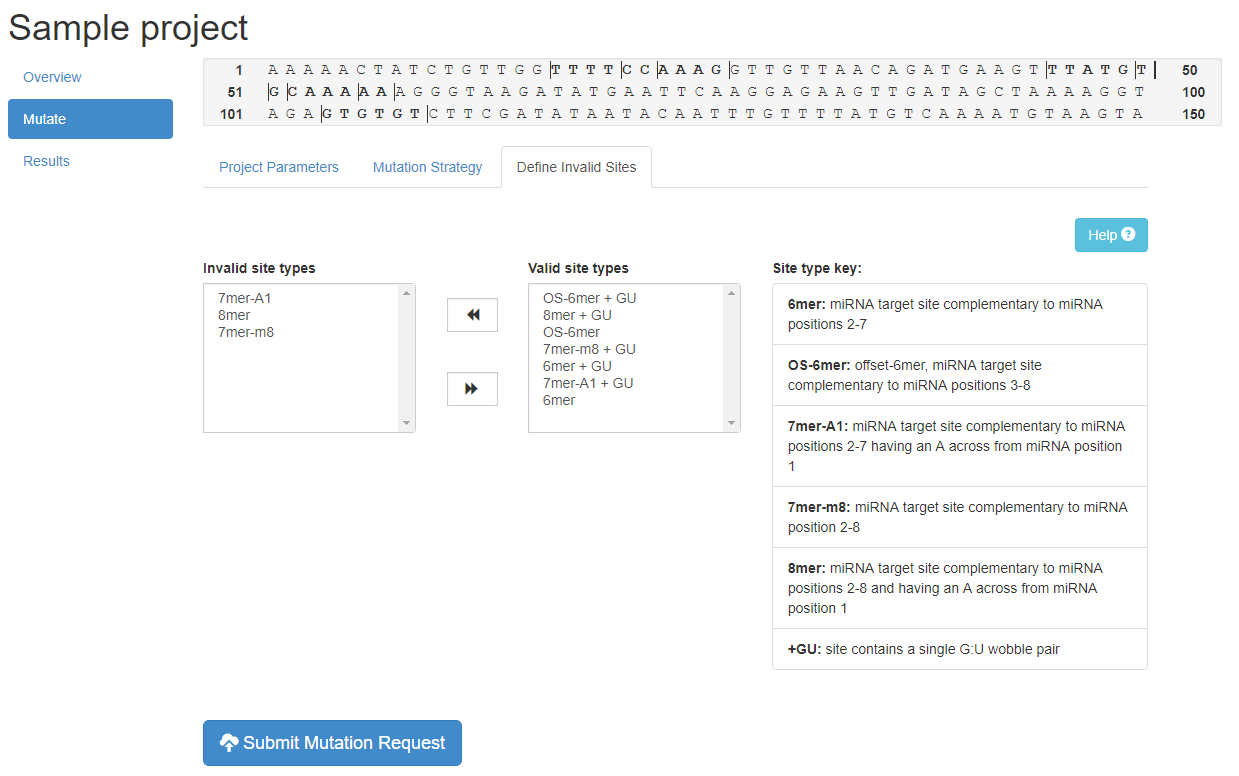 Sample project
Overview
Mutate
Results
1 A A A A A C T A T C T G T T G G T T T T C C A A A G G T T G T T A A C A G A T G A A G T T T A T G T 50
51 G C A A A A A A G G G T A A G A T A T G A A T T C A A G G A G A A G T T G A T A G C T A A A A G G T 100
101 A G A G T G T G T C T T C G A T A T A A T A C A A T T T G T T T T A T G T C A A A A T G T A A G T A 150
Project Parameters
Mutation Strategy
Define Invalid Sites
Help
Invalid site types
7mer-A1
8mer
7mer-m8
Valid site types
OS-6mer + GU
8mer + GU
OS-6mer
7mer-m8 + GU
6mer + GU
7mer-A1 + GU
6mer
Site type key:
6mer: miRNA target site complementary to miRNA
positions 2-7
OS-6mer: offset-6mer, miRNA target site
complementary to miRNA positions 3-8
7mer-A1: miRNA target site complementary to miRNA
positions 2-7 having an A across from miRNA position
1
7mer-m8: miRNA target site complementary to miRNA
position 2-8
8mer: miRNA target site complementary to miRNA
positions 2-8 and having an A across from miRNA
position 1
+GU: site contains a single G:U wobble pair
Submit Mutation Request